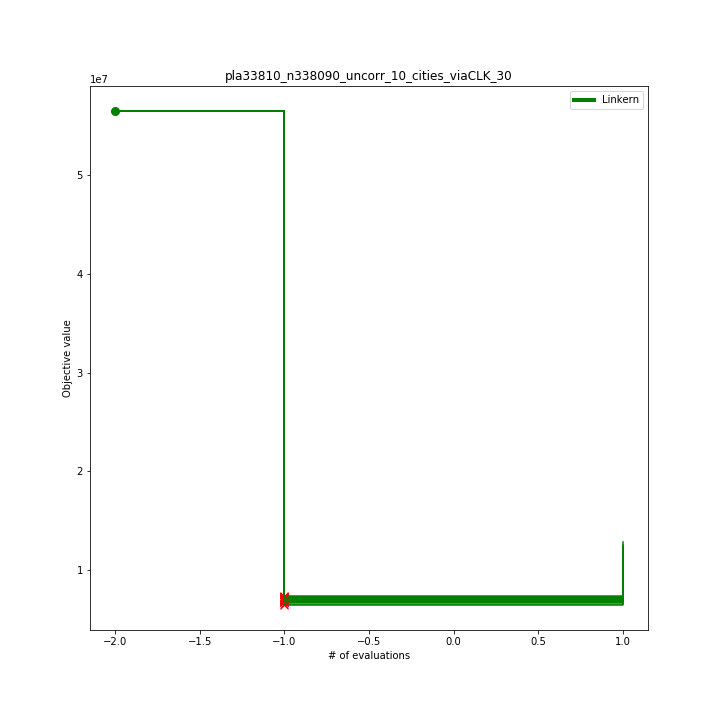 pla33810_n338090_uncorr_10_cities_viaCLK_30
1e7
Linkern
5
4
3
2
1
Objective value
−2.0 −1.5 −1.0 −0.5 0.0 0.5 1.0
# of evaluations